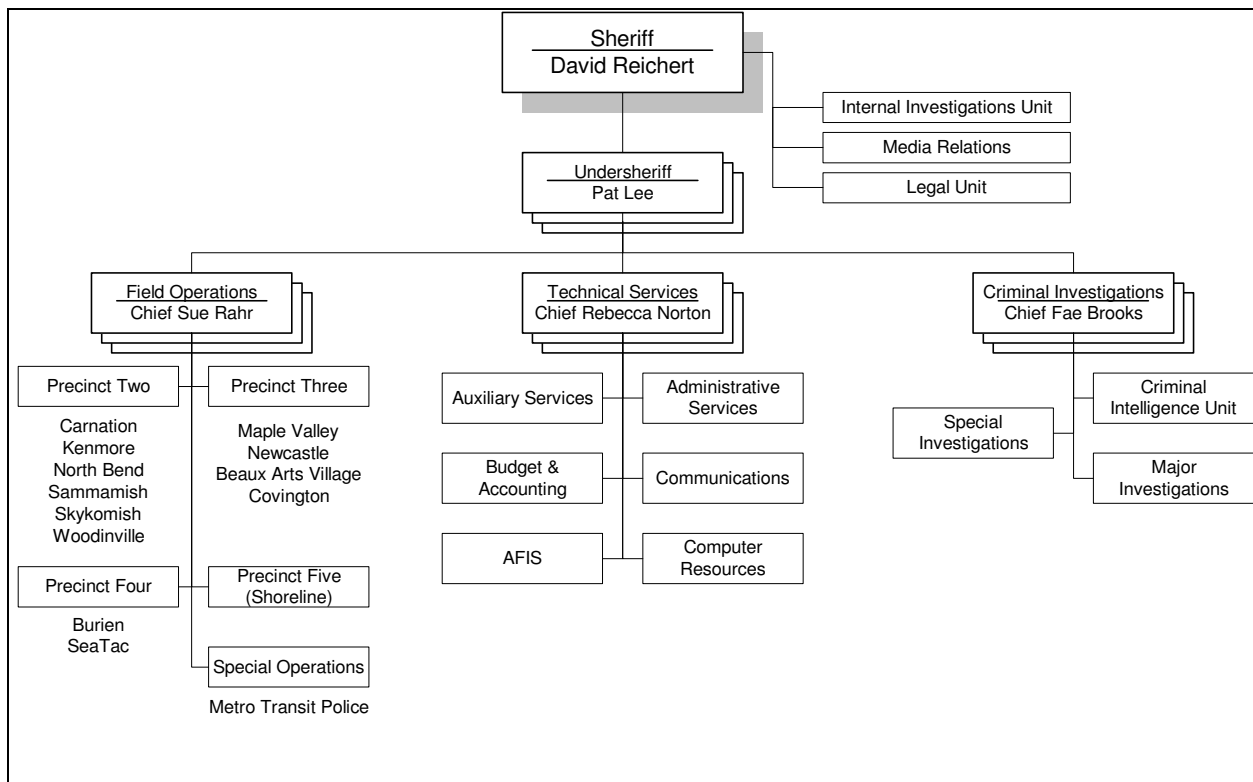 Sheriff
David Reichert
Internal Investigations Unit
Media Relations
Legal Unit
Undersheriff
Pat Lee
Field Operations
Chief Sue Rahr
Technical Services
Chief Rebecca Norton
Criminal Investigations
Chief Fae Brooks
Precinct Two
Carnation
Kenmore
North Bend
Sammamish
Skykomish
Woodinville
Precinct Three
Maple Valley
Newcastle
Beaux Arts Village
Covington
Precinct Four
Burien
SeaTac
Precinct Five
(Shoreline)
Special Operations
Metro Transit Police
Auxiliary Services
Administrative
Services
Budget &
Accounting
Communications
AFIS
Computer
Resources
Criminal
Intelligence Unit
Special
Investigations
Major
Investigations